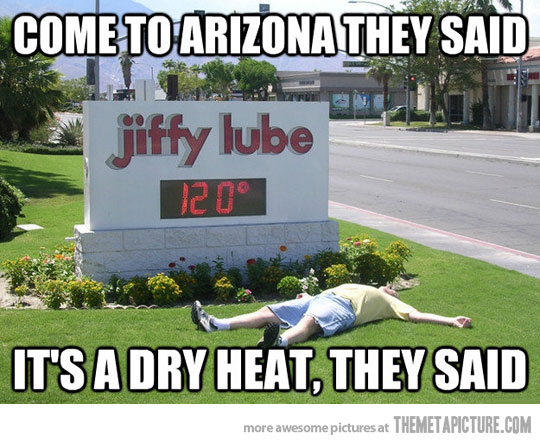 COME TO ARIZONA THEY SAID
jiffy lube
120°
IT'S A DRY HEAT, THEY SAID
more awesome pictures at THEMETAPICTURE.COM